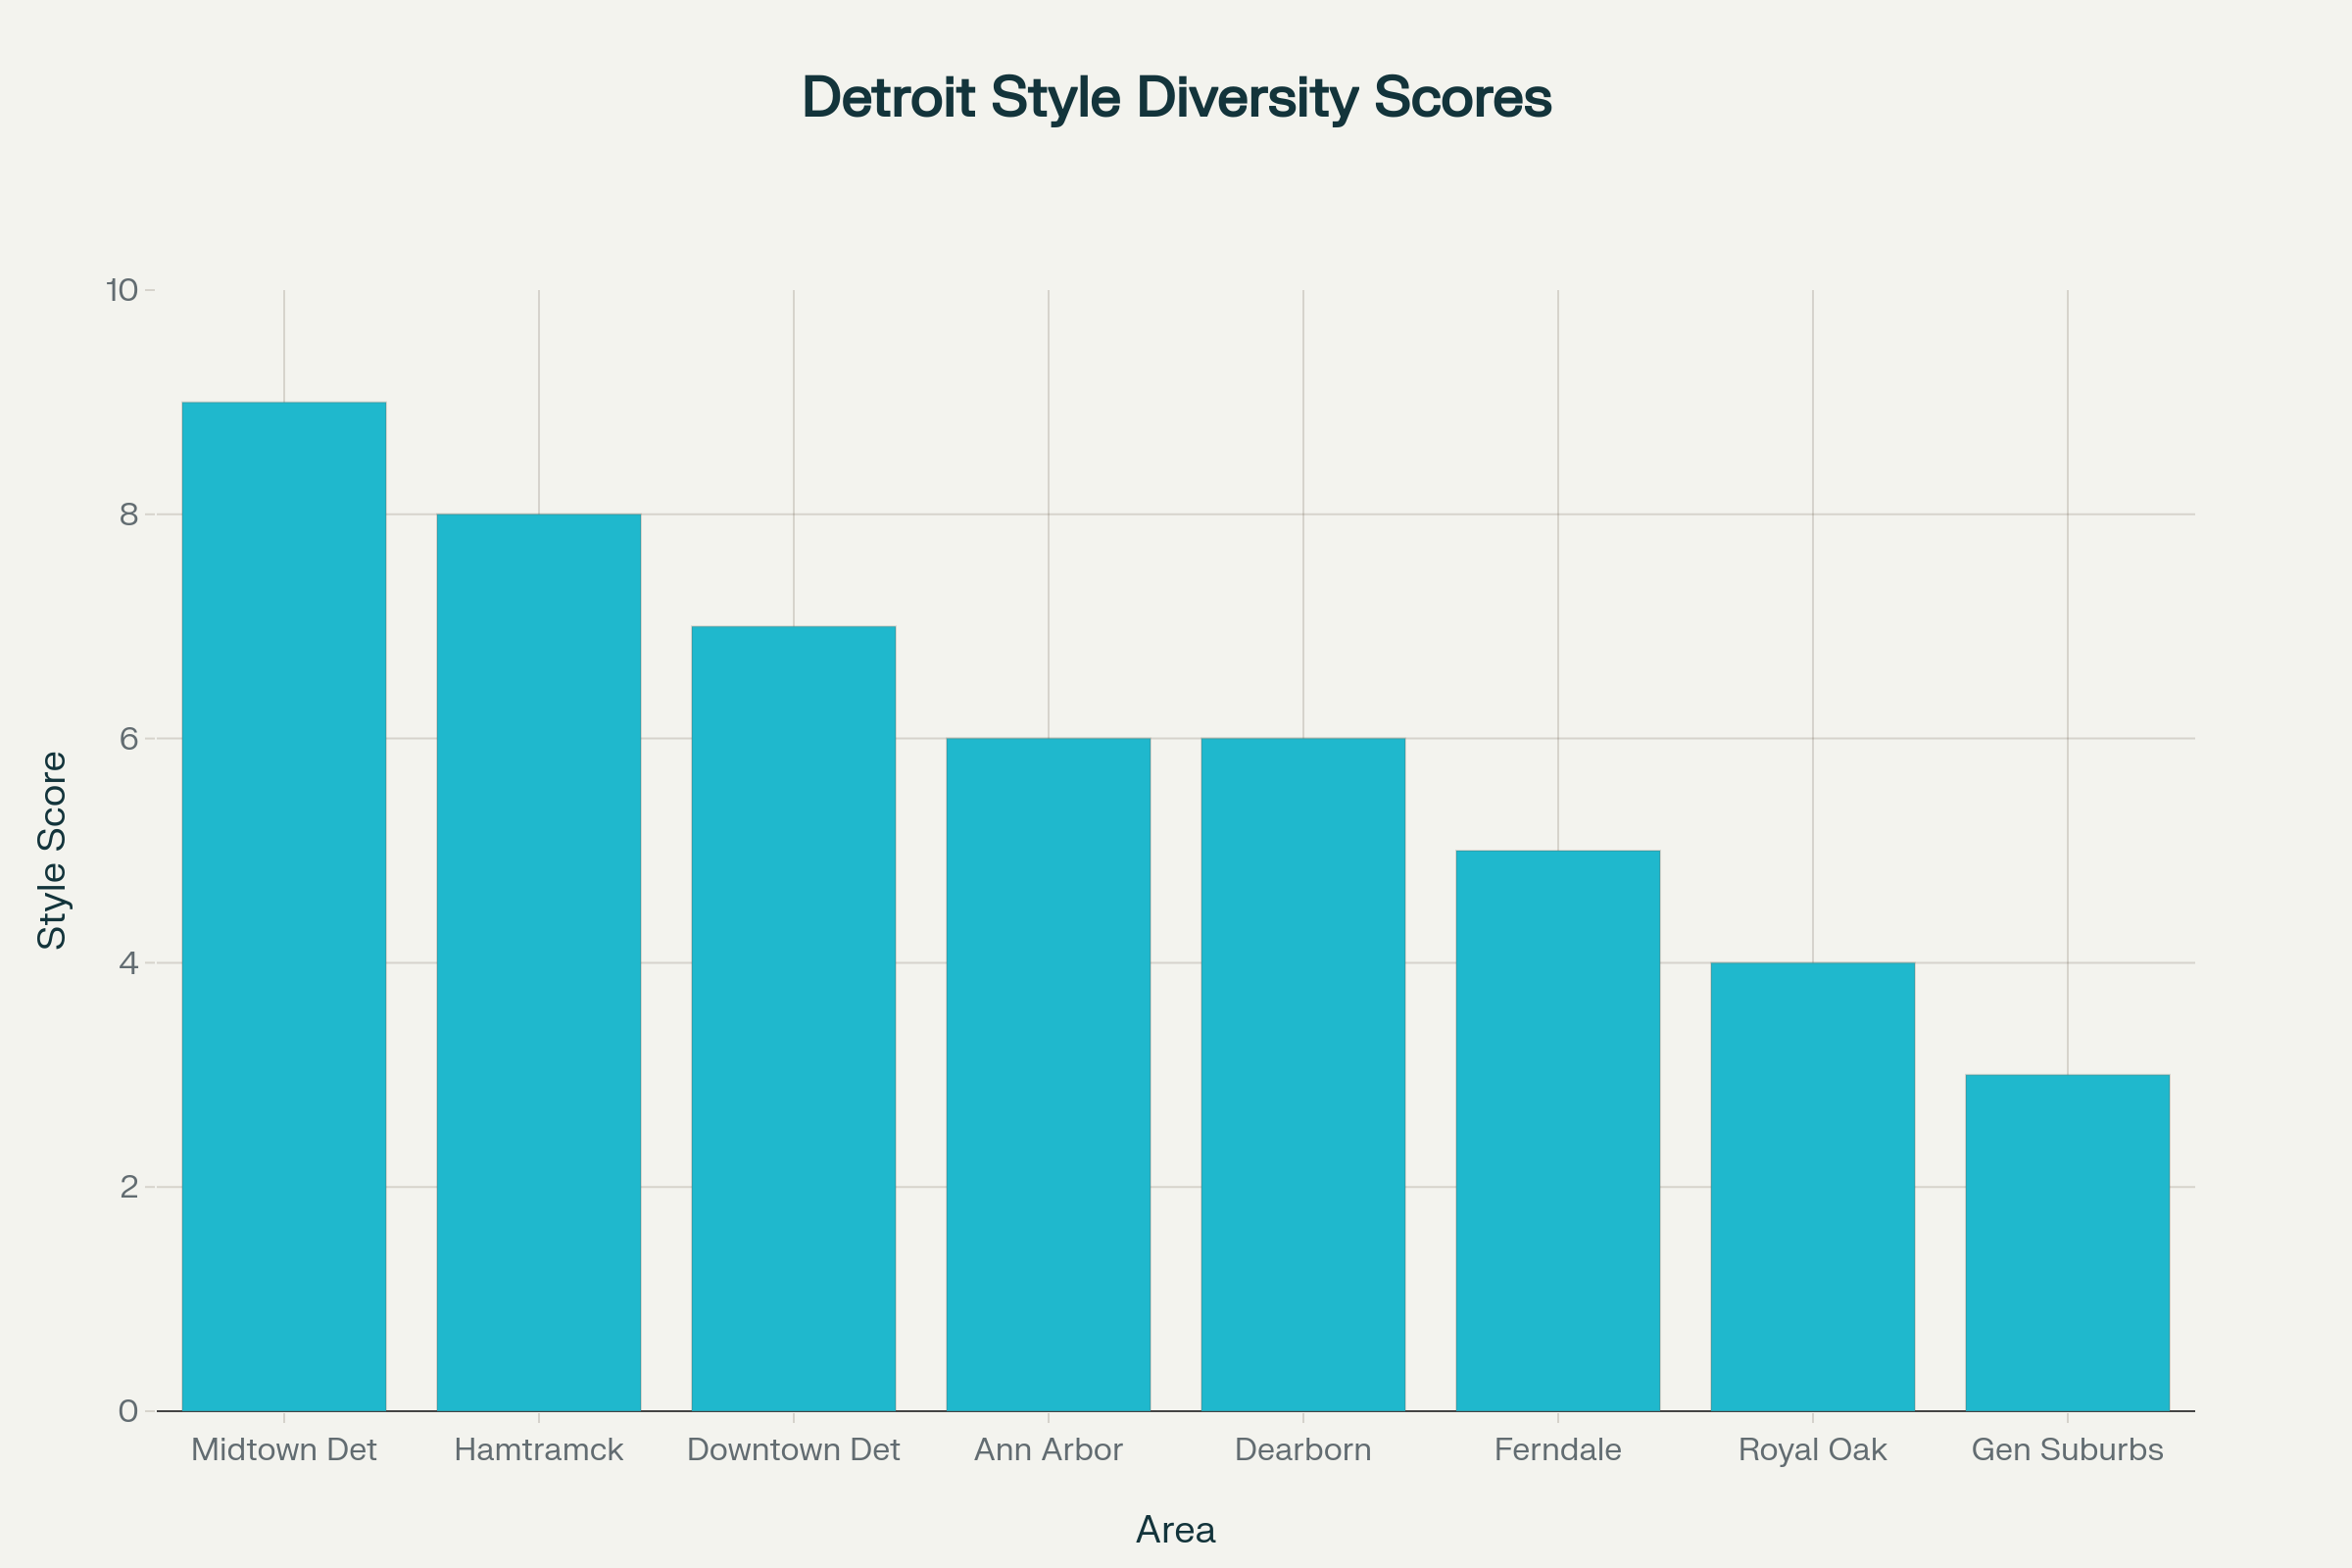 Detroit Style Diversity Scores
10
8
6
4
2
0
Style Score
Midtown Det
Hamtramck
Downtown Det
Ann Arbor
Dearborn
Ferndale
Royal Oak
Gen Suburbs
Area